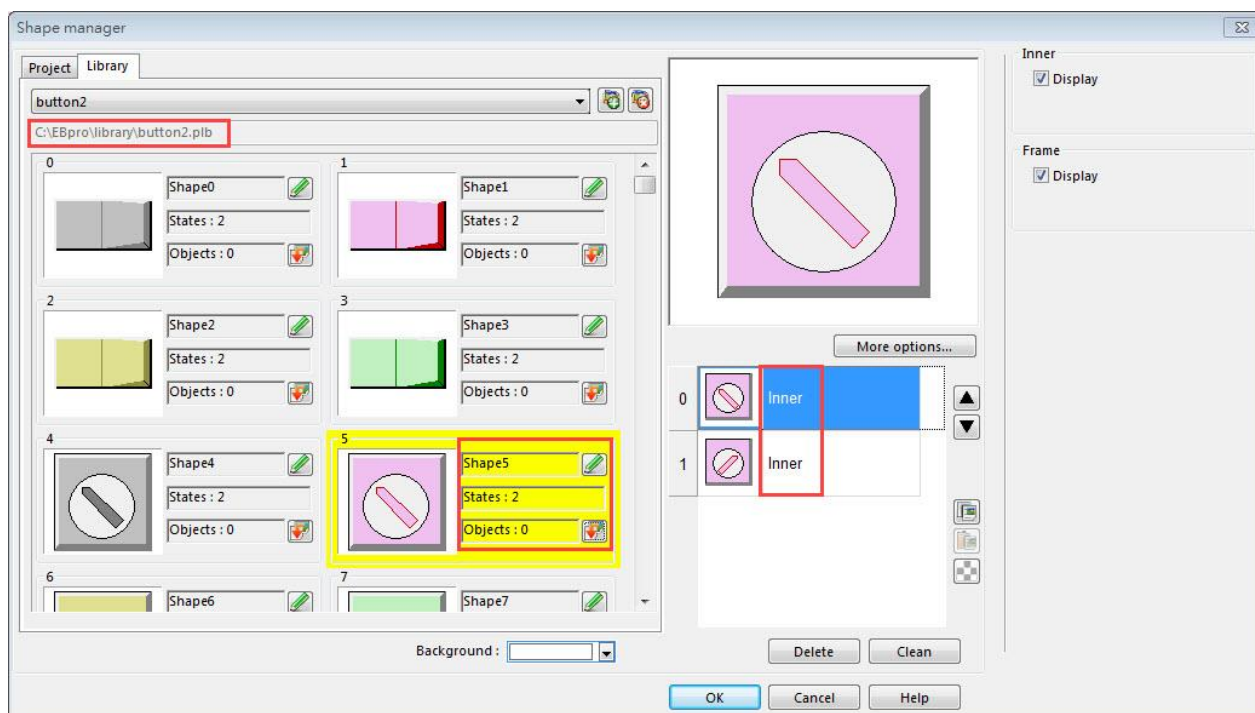 Shape manager
Project Library
button2
C:\EBpro\library\button2.plb
0
Shape0
States : 2
Objects : 0
1
Shape1
States : 2
Objects : 0
2
Shape2
States : 2
Objects : 0
3
Shape3
States : 2
Objects : 0
4
Shape4
States : 2
Objects : 0
5
Shape5
States : 2
Objects : 0
6
Shape6
7
Shape7
Background :
More options...
0 Inner
1 Inner
Delete Clean
OK Cancel Help
Inner
Display
Frame
Display